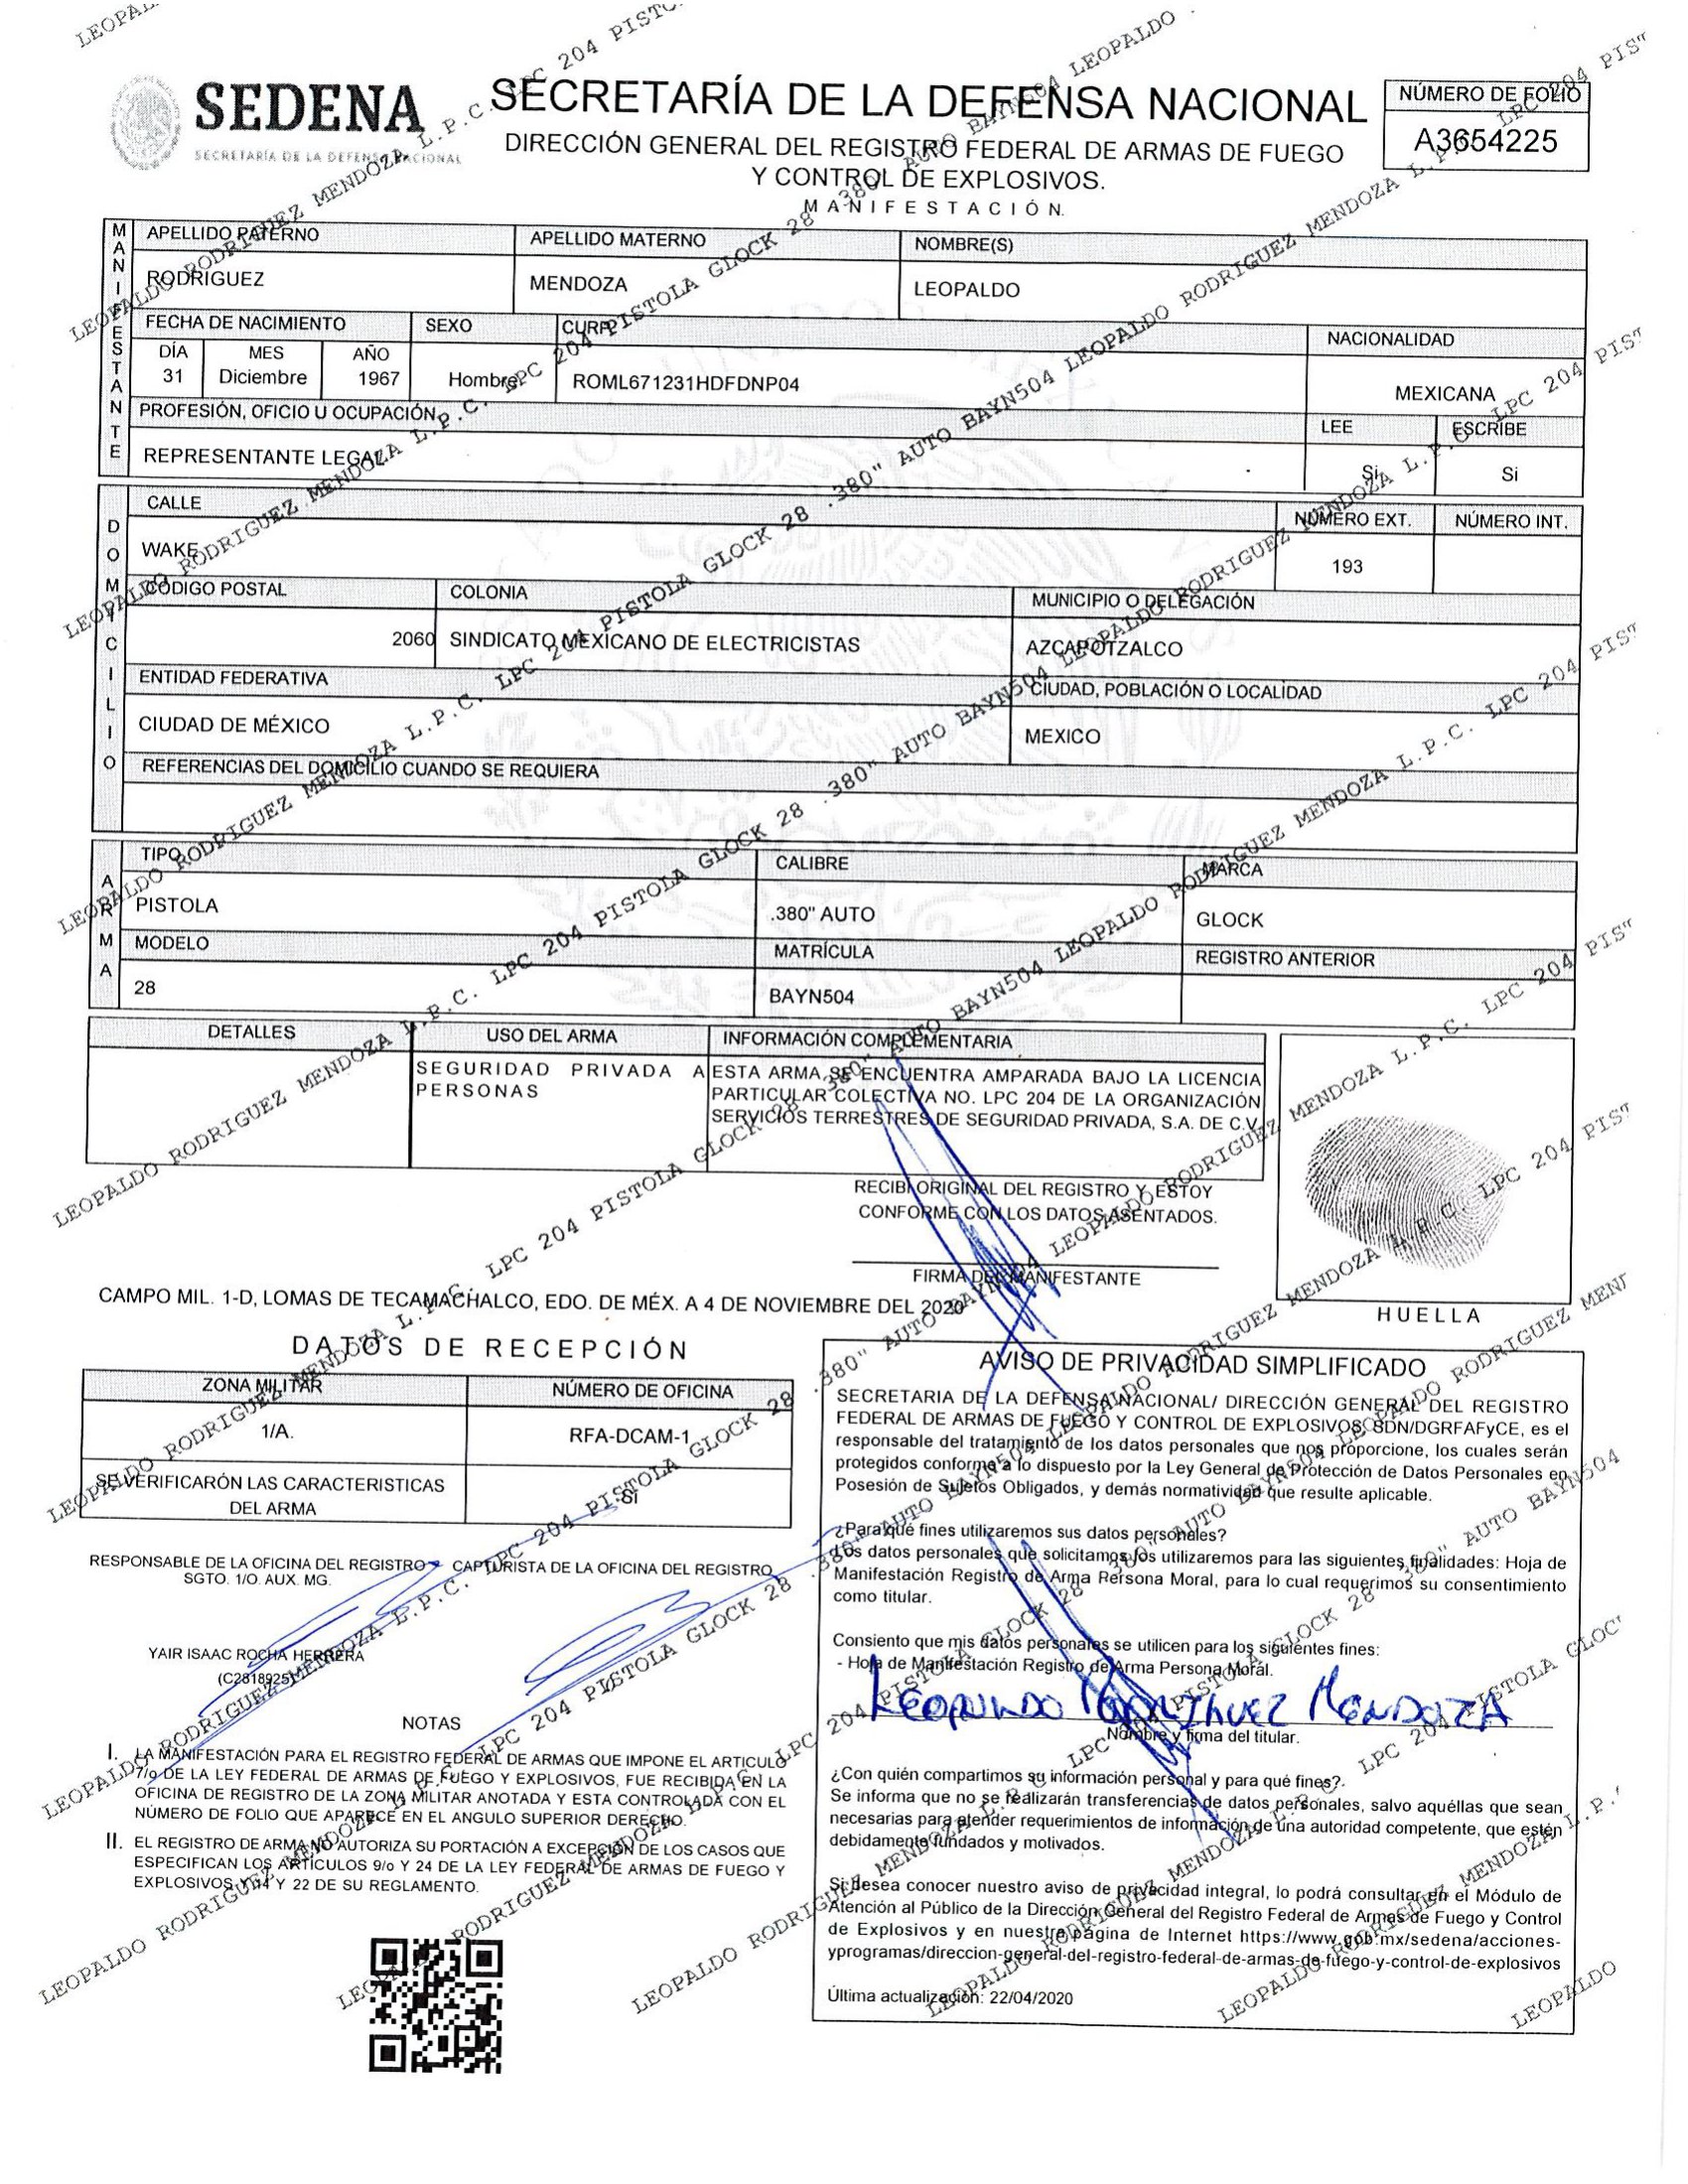 SEDENA
SECRETARÍA DE LA DEFENSA NACIONAL
SECRETARÍA DE LA DEFENSA NACIONAL
DIRECCIÓN GENERAL DEL REGISTRO FEDERAL DE ARMAS DE FUEGO
Y CONTROL DE EXPLOSIVOS.
MANIFESTACIÓN
NÚMERO DE FOLIO
A3654225
MANIFESTANTE
APELLIDO PATERNO APELLIDO MATERNO NOMBRE(S)
RODRIGUEZ MENDOZA LEOPALDO
FECHA DE NACIMIENTO SEXO CURP NACIONALIDAD
DÍA MES AÑO
31 Diciembre 1967 Hombre ROML671231HDFDNP04 MEXICANA
PROFESIÓN, OFICIO U OCUPACIÓN LEE ESCRIBE
REPRESENTANTE LEGAL Si Si
DOMICILIO
CALLE NÚMERO EXT. NÚMERO INT.
WAKE 193
CÓDIGO POSTAL COLONIA MUNICIPIO O DELEGACIÓN
2060 SINDICATO MEXICANO DE ELECTRICISTAS AZCAPOTZALCO
ENTIDAD FEDERATIVA CIUDAD, POBLACIÓN O LOCALIDAD
CIUDAD DE MÉXICO MEXICO
REFERENCIAS DEL DOMICILIO CUANDO SE REQUIERA
ARMA
TIPO CALIBRE MARCA
PISTOLA .380" AUTO GLOCK
MODELO MATRÍCULA REGISTRO ANTERIOR
28 BAYN504
DETALLES USO DEL ARMA INFORMACIÓN COMPLEMENTARIA
SEGURIDAD PRIVADA A
PERSONAS
ESTA ARMA SE ENCUENTRA AMPARADA BAJO LA LICENCIA
PARTICULAR COLECTIVA NO. LPC 204 DE LA ORGANIZACIÓN
SERVICIOS TERRESTRES DE SEGURIDAD PRIVADA, S.A. DE C.V.
RECIBI ORIGINAL DEL REGISTRO Y ESTOY
CONFORME CON LOS DATOS ASENTADOS.
FIRMA DEL MANIFESTANTE
HUELLA
CAMPO MIL. 1-D, LOMAS DE TECAMACHALCO, EDO. DE MÉX. A 4 DE NOVIEMBRE DEL 2020
DATOS DE RECEPCIÓN
ZONA MILITAR NÚMERO DE OFICINA
1/A. RFA-DCAM-1
SE VERIFICARÓN LAS CARACTERISTICAS
DEL ARMA
Si
RESPONSABLE DE LA OFICINA DEL REGISTRO CAPTURISTA DE LA OFICINA DEL REGISTRO
SGTO. 1/O. AUX. MG.
YAIR ISAAC ROCHA HERRERA
(C2818925)
NOTAS
I. LA MANIFESTACIÓN PARA EL REGISTRO FEDERAL DE ARMAS QUE IMPONE EL ARTICULO
7/o DE LA LEY FEDERAL DE ARMAS DE FUEGO Y EXPLOSIVOS, FUE RECIBIDA EN LA
OFICINA DE REGISTRO DE LA ZONA MILITAR ANOTADA Y ESTA CONTROLADA CON EL
NÚMERO DE FOLIO QUE APARECE EN EL ANGULO SUPERIOR DERECHO.
II. EL REGISTRO DE ARMA NO AUTORIZA SU PORTACIÓN A EXCEPCIÓN DE LOS CASOS QUE
ESPECIFICAN LOS ARTÍCULOS 9/o Y 24 DE LA LEY FEDERAL DE ARMAS DE FUEGO Y
EXPLOSIVOS Y 14 Y 22 DE SU REGLAMENTO.
AVISO DE PRIVACIDAD SIMPLIFICADO
SECRETARIA DE LA DEFENSA NACIONAL/ DIRECCIÓN GENERAL DEL REGISTRO
FEDERAL DE ARMAS DE FUEGO Y CONTROL DE EXPLOSIVOS SDN/DGRFAFyCE, es el
responsable del tratamiento de los datos personales que nos proporcione, los cuales serán
protegidos conforme a lo dispuesto por la Ley General de Protección de Datos Personales en
Posesión de Sujetos Obligados, y demás normatividad que resulte aplicable.
¿Para qué fines utilizaremos sus datos personales?
Los datos personales que solicitamos los utilizaremos para las siguientes finalidades: Hoja de
Manifestación Registro de Arma Persona Moral, para lo cual requerimos su consentimiento
como titular.
Consiento que mis datos personales se utilicen para los siguientes fines:
- Hoja de Manifestación Registro de Arma Persona Moral.
LEOPALDO RODRIGUEZ MENDOZA
Nombre y firma del titular.
¿Con quién compartimos su información personal y para qué fines?.
Se informa que no se realizarán transferencias de datos personales, salvo aquéllas que sean
necesarias para atender requerimientos de información de una autoridad competente, que estén
debidamente fundados y motivados.
Si desea conocer nuestro aviso de privacidad integral, lo podrá consultar en el Módulo de
Atención al Público de la Dirección General del Registro Federal de Armas de Fuego y Control
de Explosivos y en nuestra página de Internet https://www.gob.mx/sedena/acciones-
yprogramas/direccion-general-del-registro-federal-de-armas-de-fuego-y-control-de-explosivos
Última actualización: 22/04/2020
LEOPALDO RODRIGUEZ MENDOZA L.P.C. LPC 204 PISTOLA GLOCK 28 .380" AUTO BAYN504